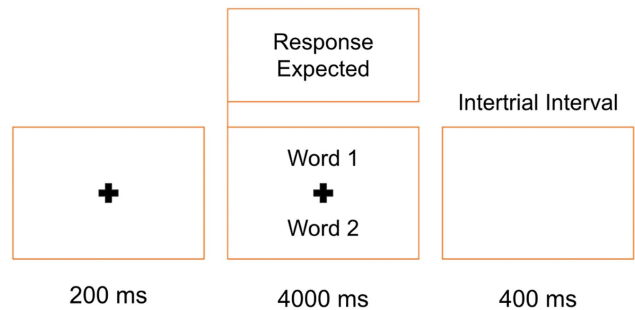 Response
Expected
Intertrial Interval
Word 1
Word 2
200 ms
4000 ms
400 ms